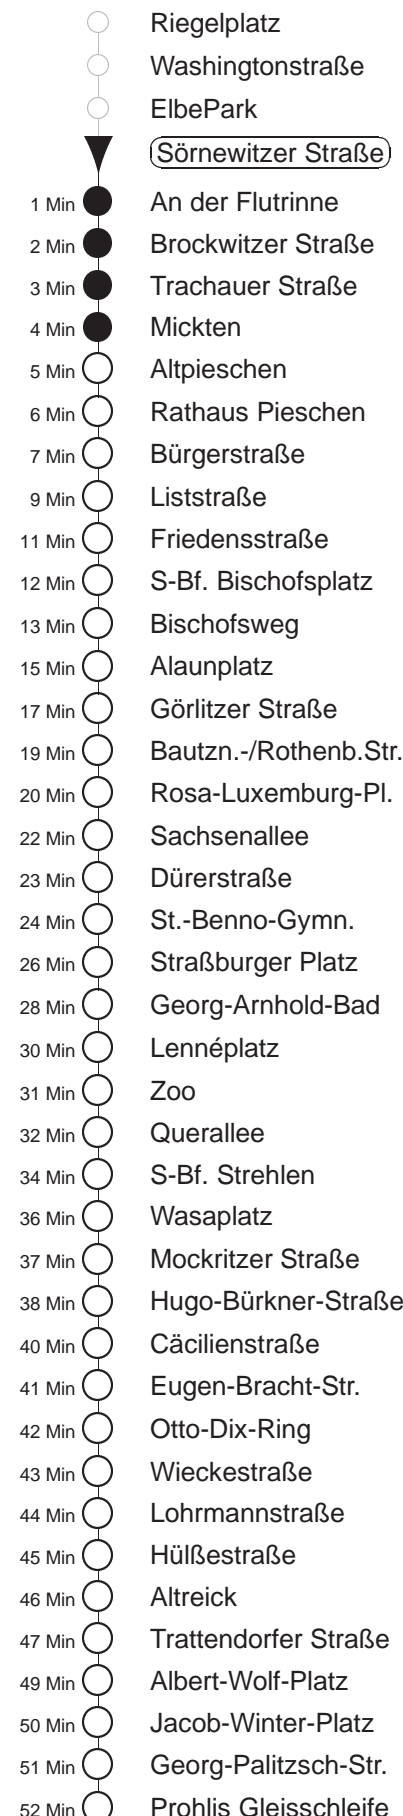 Riegelplatz
Washingtonstraße
ElbePark
Sörnewitzer Straße
1 Min An der Flutrinne
2 Min Brockwitzer Straße
3 Min Trachauer Straße
4 Min Mickten
5 Min Altpieschen
6 Min Rathaus Pieschen
7 Min Bürgerstraße
9 Min Liststraße
11 Min Friedensstraße
12 Min S-Bf. Bischofsplatz
13 Min Bischofsweg
15 Min Alaunplatz
17 Min Görlitzer Straße
19 Min Bautzn.-/Rothenb.Str.
20 Min Rosa-Luxemburg-Pl.
22 Min Sachsenallee
23 Min Dürerstraße
24 Min St.-Benno-Gymn.
26 Min Straßburger Platz
28 Min Georg-Arnhold-Bad
30 Min Lennéplatz
31 Min Zoo
32 Min Querallee
34 Min S-Bf. Strehlen
36 Min Wasaplatz
37 Min Mockritzer Straße
38 Min Hugo-Bürkner-Straße
40 Min Cäcilienstraße
41 Min Eugen-Bracht-Str.
42 Min Otto-Dix-Ring
43 Min Wieckestraße
44 Min Lohrmannstraße
45 Min Hülßestraße
46 Min Altreick
47 Min Trattendorfer Straße
49 Min Albert-Wolf-Platz
50 Min Jacob-Winter-Platz
51 Min Georg-Palitzsch-Str.
52 Min Prohlis Gleisschleife